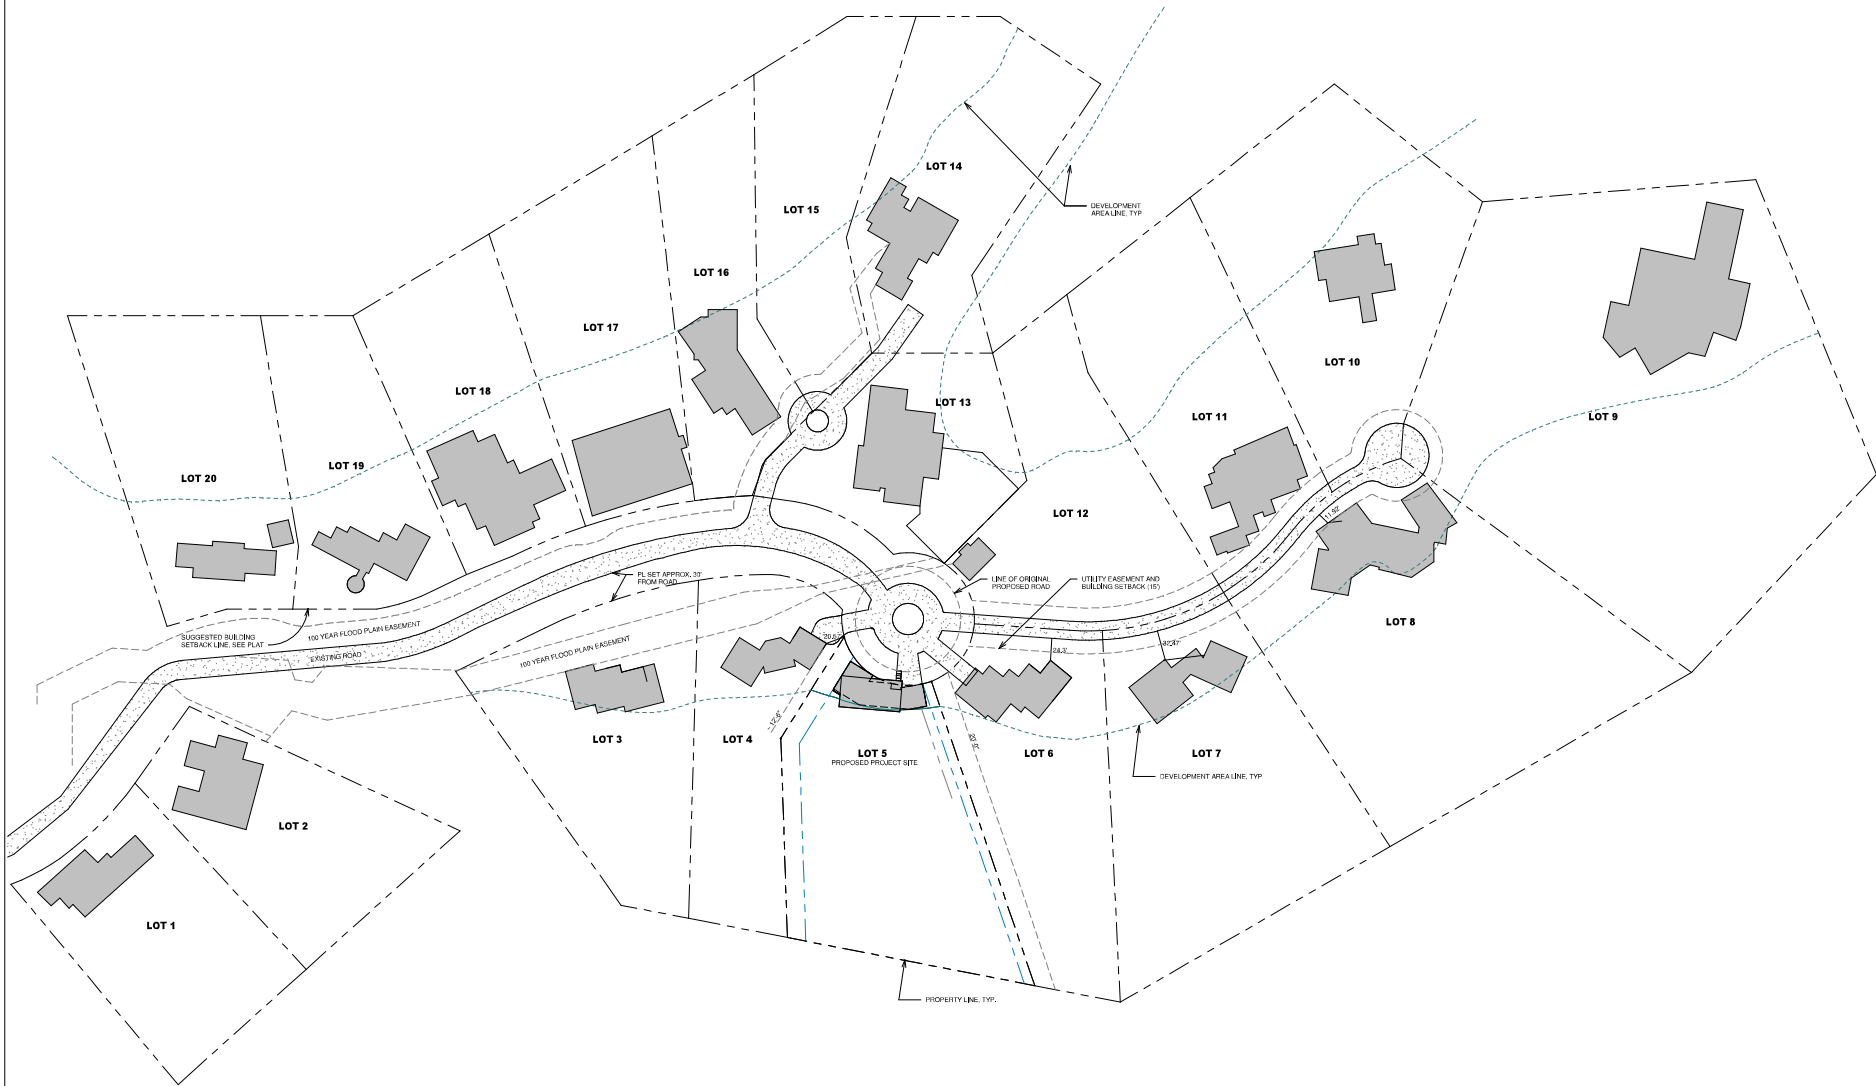 LOT 14
LOT 15
DEVELOPMENT
AREA LINE, TYP
LOT 16
LOT 17
LOT 10
LOT 18
LOT 13
LOT 11
LOT 9
LOT 19
LOT 20
LOT 12
11.92'
PL SET APPROX. 30'
FROM ROAD
LINE OF ORIGINAL
PROPOSED ROAD
UTILITY EASEMENT AND
BUILDING SETBACK (15')
LOT 8
100 YEAR FLOOD PLAIN EASEMENT
SUGGESTED BUILDING
SETBACK LINE, SEE PLAT
EXISTING ROAD
100 YEAR FLOOD PLAIN EASEMENT
24.3'
LOT 3
LOT 4
LOT 5
PROPOSED PROJECT SITE
LOT 6
LOT 7
DEVELOPMENT AREA LINE, TYP
LOT 2
LOT 1
PROPERTY LINE, TYP.